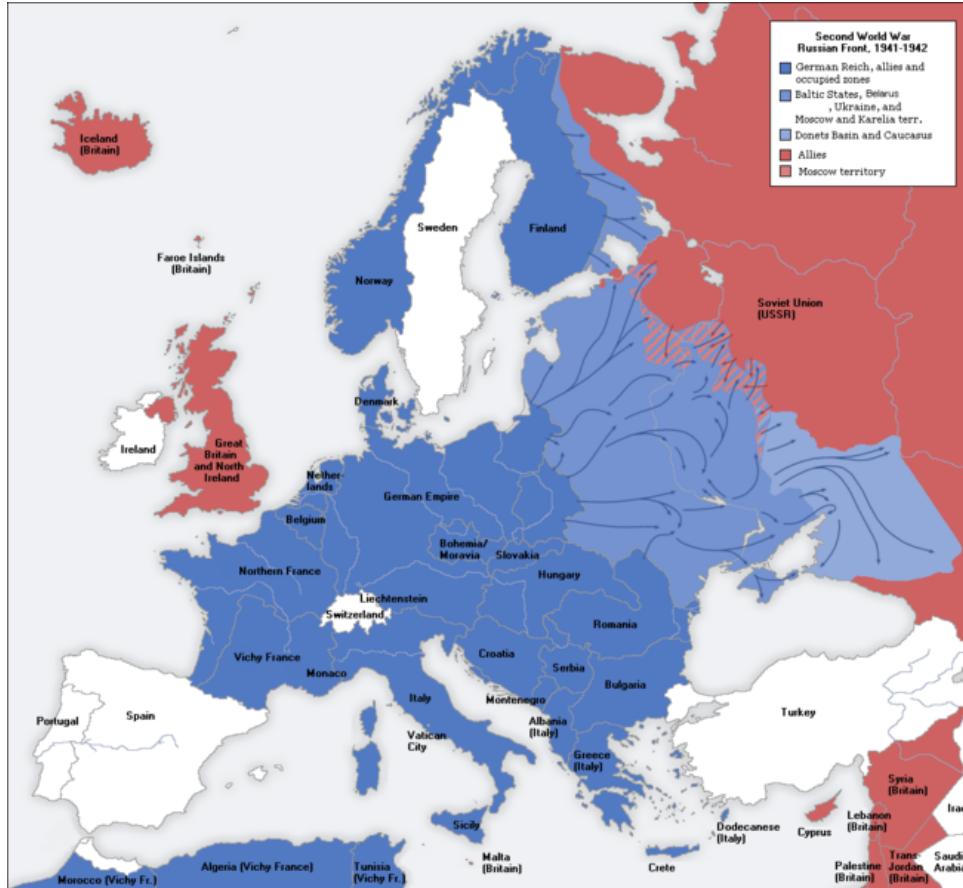 Second World War
Russian Front, 1941-1942
German Reich, allies and
occupied zones
Baltic States, Belarus
, Ukraine, and
Moscow and Karelia terr.
Donets Basin and Caucasus
Allies
Moscow territory
Iceland
(Britain)
Faroe Islands
(Britain)
Sweden
Finland
Norway
Soviet Union
(USSR)
Denmark
Ireland
Great
Britain
and North
Ireland
Nether-
lands
German Empire
Belgium
Bohemia/
Moravia
Slovakia
Northern France
Hungary
Liechtenstein
Switzerland
Romania
Vichy France
Croatia
Serbia
Monaco
Bulgaria
Italy
Montenegro
Portugal
Spain
Turkey
Albania
(Italy)
Vatican
City
Greece
(Italy)
Syria
(Britain)
Ira
Sicily
Dodecanese
(Italy)
Cyprus
Lebanon
(Britain)
Malta
(Britain)
Crete
Palestine
(Britain)
Trans-
Jordan
(Britain)
Saudi
Arabi
Algeria (Vichy France)
Tunisia
(Vichy Fr.)
Morocco (Vichy Fr.)